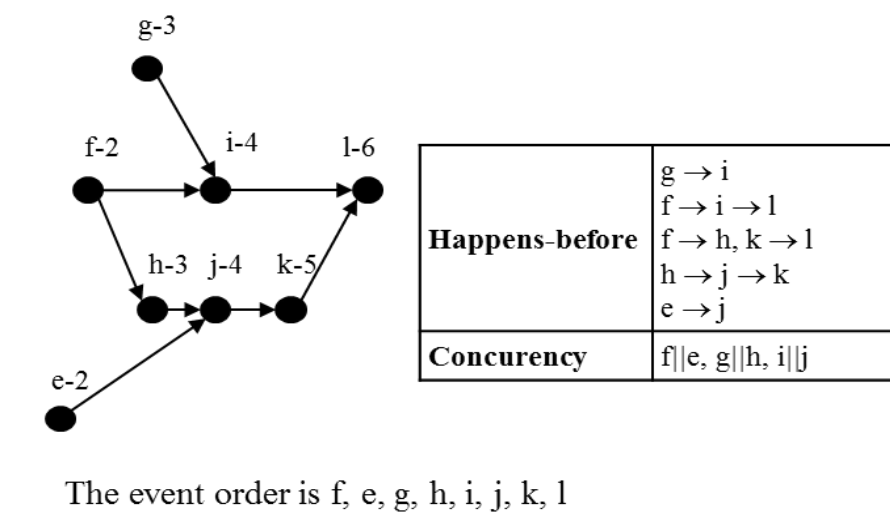 g-3
f-2
i-4
l-6
h-3
j-4
k-5
e-2
Happens-before
g → i
f → i → l
f → h, k → l
h → j → k
e → j
Concurency
f||e, g||h, i||j
The event order is f, e, g, h, i, j, k, l